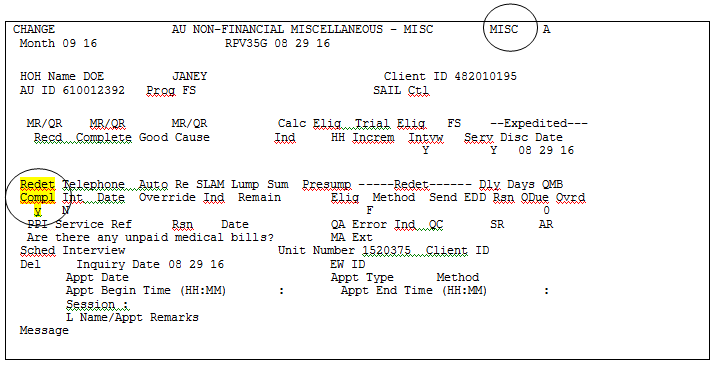 CHANGE AU NON-FINANCIAL MISCELLANEOUS - MISC MISC A
Month 09 16 RPV35G 08 29 16
HOH Name DOE JANEY Client ID 482010195
AU ID 610012392 Prog FS SAIL Ctl
MR/QR MR/QR MR/QR Calc Elig Trial Elig FS --Expedited---
Recd Complete Good Cause Ind HH Increm Intvw Serv Disc Date
Y Y 08 29 16
Redet Telephone Auto Re SLAM Lump Sum Presump -----Redet------ Dly Days QMB
Compl Int Date Override Ind Remain Elig Method Send EDD Rsn ODue Ovrd
y N F 0
PPI Service Ref Rsn Date QA Error Ind QC SR AR
Are there any unpaid medical bills? MA Ext
Sched Interview Unit Number 1520375 Client ID
Del Inquiry Date 08 29 16 EW ID
Appt Date Appt Type Method
Appt Begin Time (HH:MM) : Appt End Time (HH:MM) :
Session :
L Name/Appt Remarks
Message